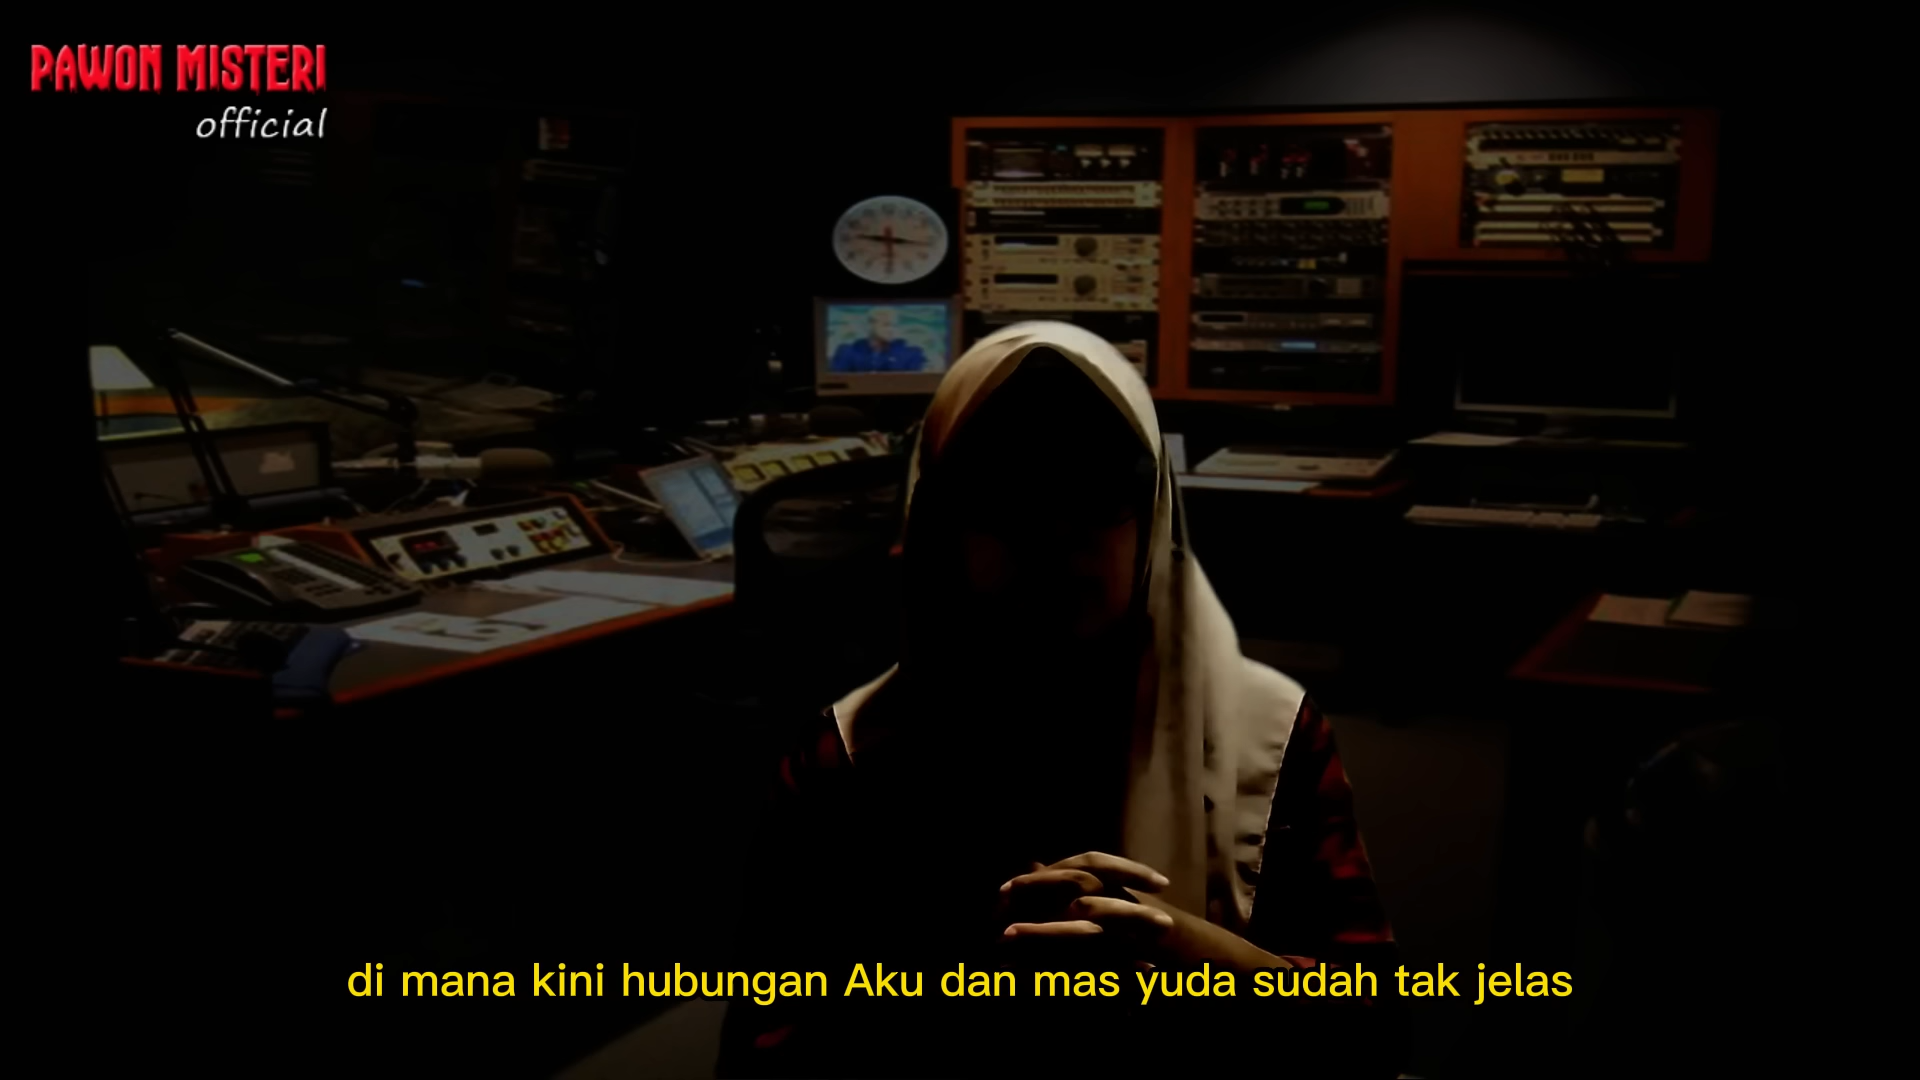 PAWON MISTERI
official
di mana kini hubungan Aku dan mas yuda sudah tak jelas